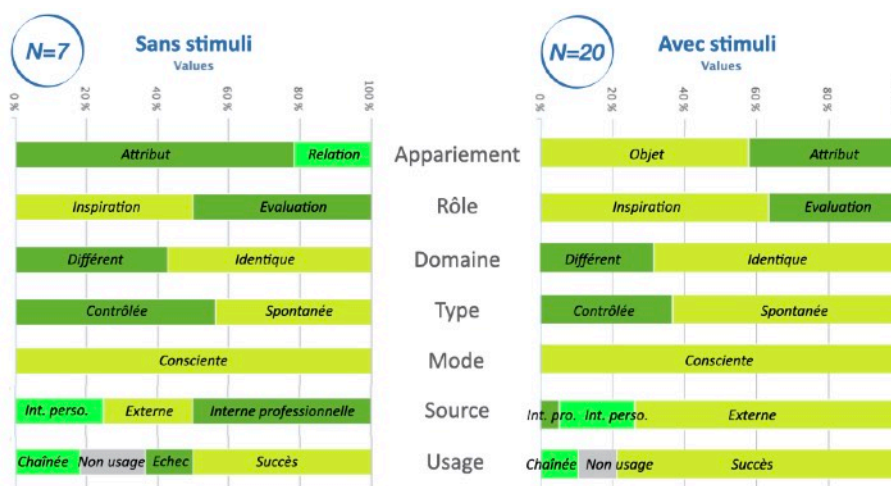 N=7 Sans stimuli N=20 Avec stimuli
Values Values
0 % 20 % 40 % 60 % 80 % 100 % 0 % 20 % 40 % 60 % 80 %
Attribut Relation Appariement Objet Attribut
Inspiration Evaluation Rôle Inspiration Evaluation
Différent Identique Domaine Différent Identique
Contrôlée Spontanée Type Contrôlée Spontanée
Consciente Mode Consciente
Int. perso. Externe Interne professionnelle Source Int. pro. Int. perso. Externe
Chaînée Non usage Echec Succès Usage Chaînée Non usage Succès